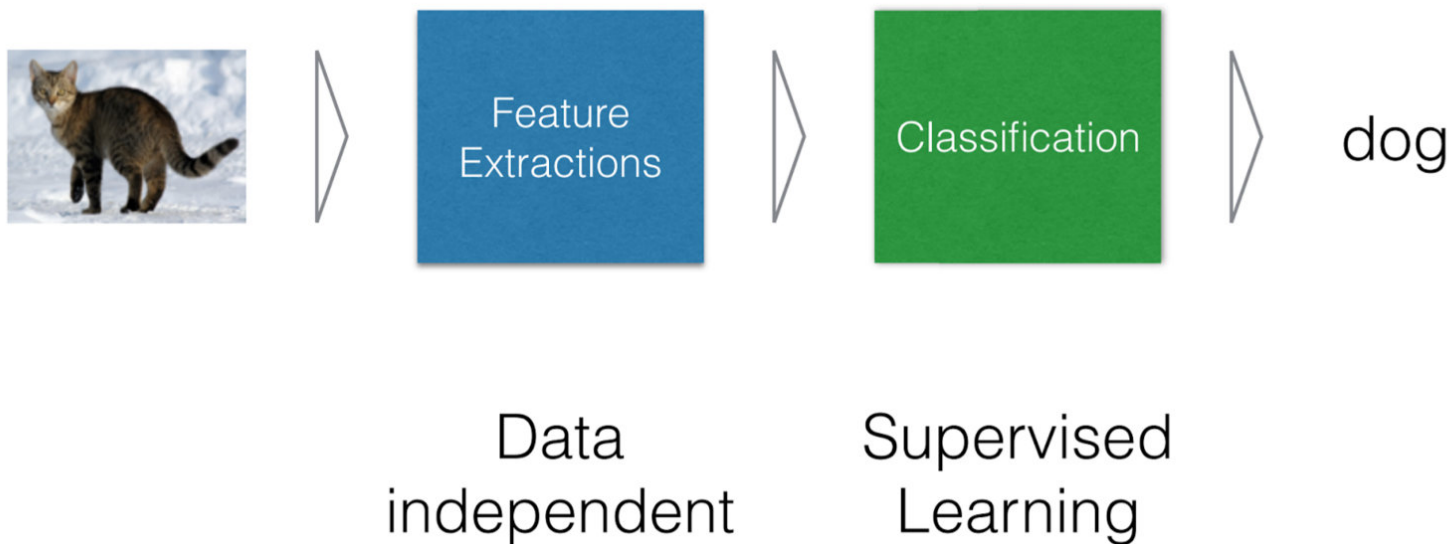 Feature
Extractions
Classification
dog
Data
independent
Supervised
Learning